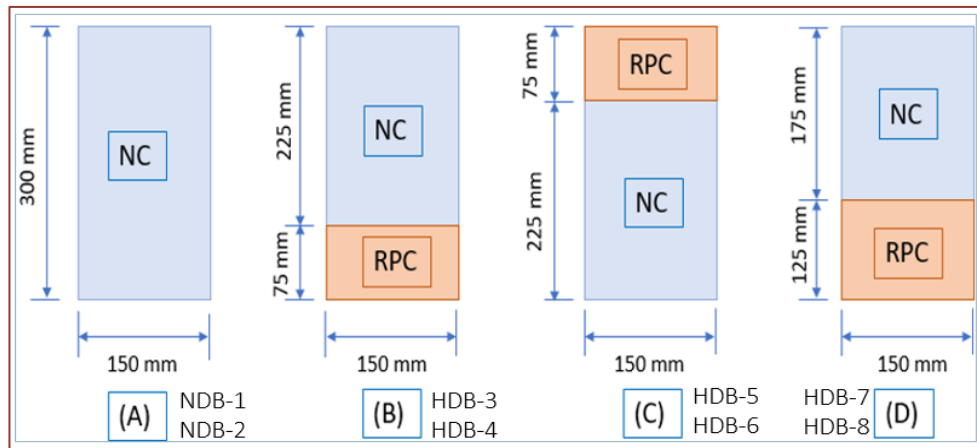 300 mm
NC
150 mm
(A)
NDB-1
NDB-2
225 mm
75 mm
NC
RPC
150 mm
(B)
HDB-3
HDB-4
75 mm
225 mm
RPC
NC
150 mm
(C)
HDB-5
HDB-6
175 mm
125 mm
NC
RPC
150 mm
HDB-7
HDB-8
(D)